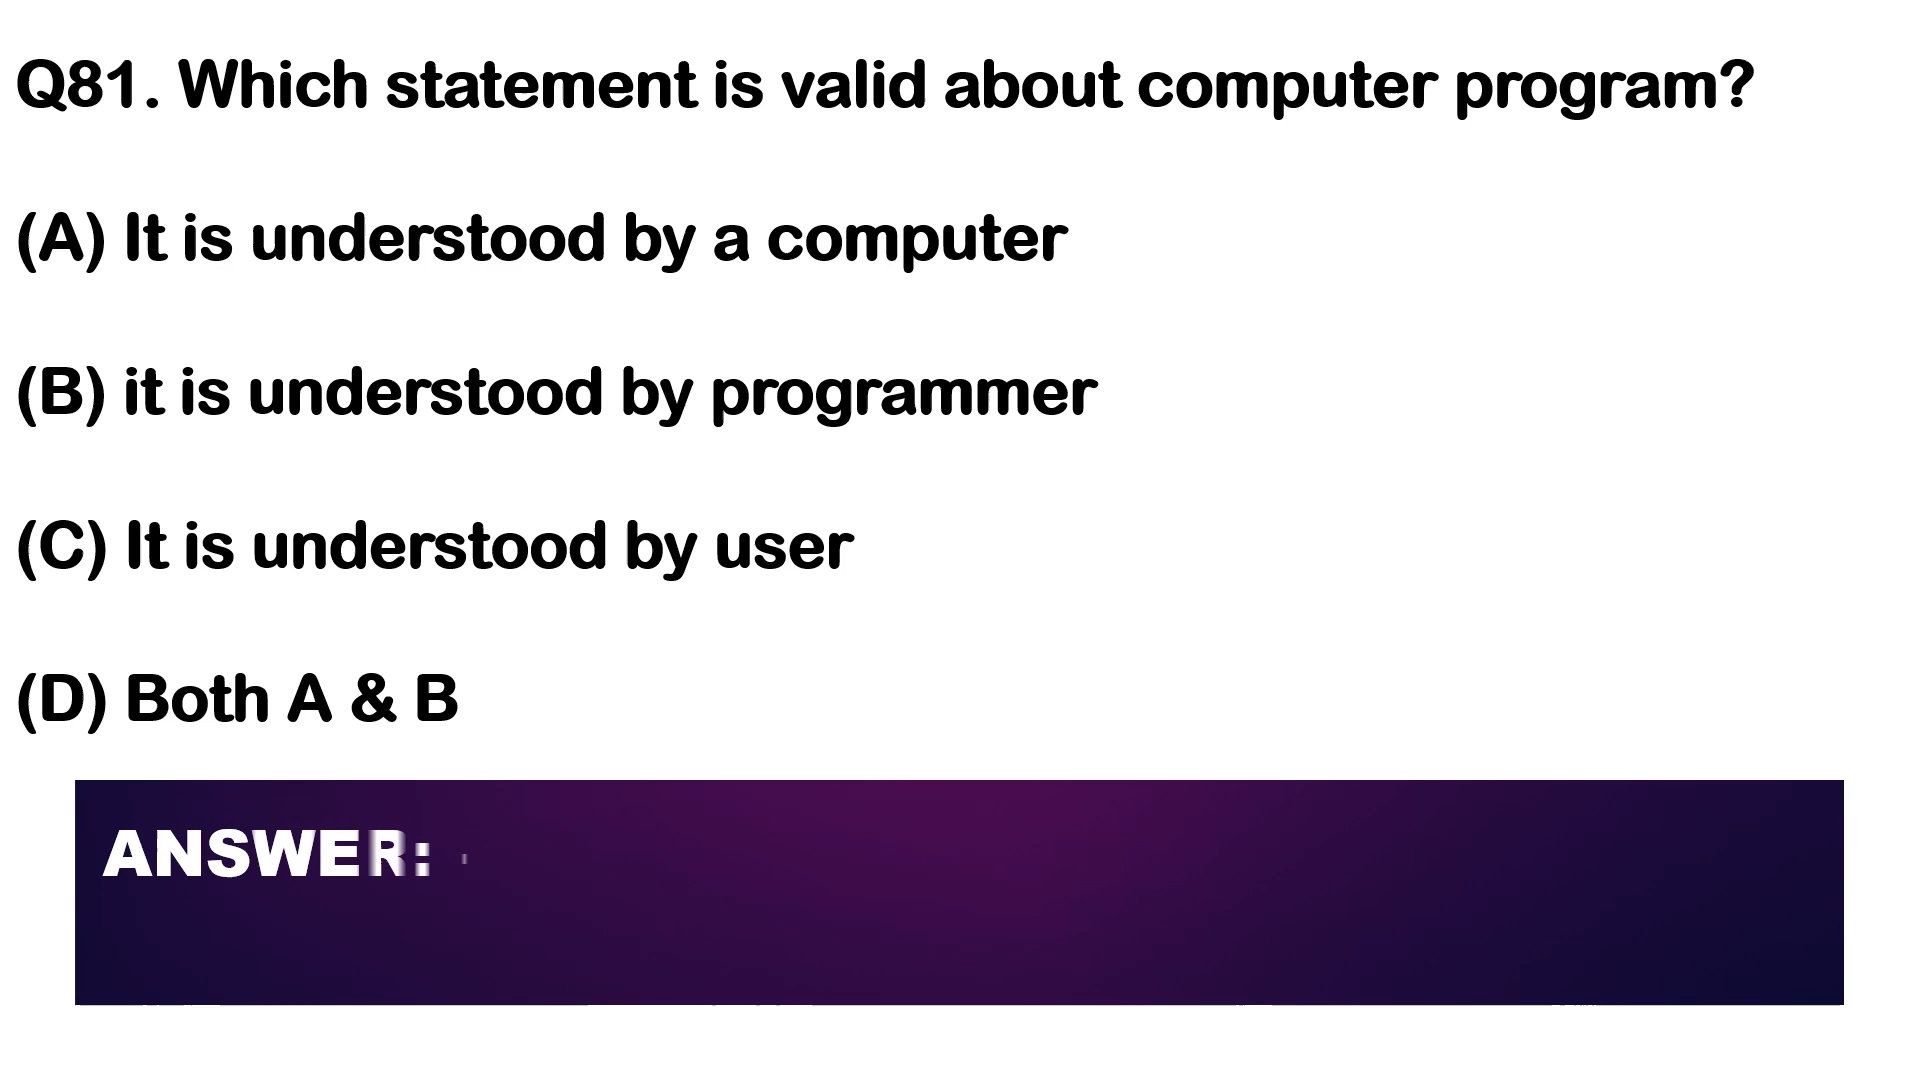 Q81. Which statement is valid about computer program?
(A) It is understood by a computer
(B) it is understood by programmer
(C) It is understood by user
(D) Both A & B
ANSWER: